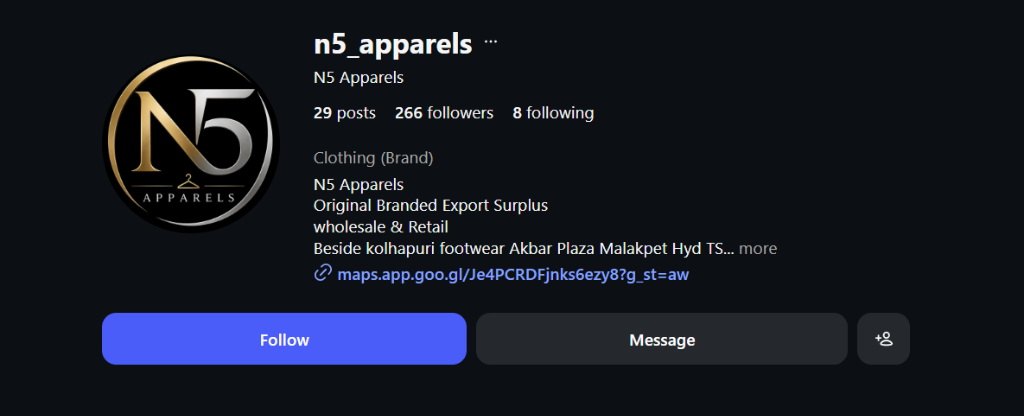 N5
APPARELS
n5_apparels ...
N5 Apparels
29 posts 266 followers 8 following
Clothing (Brand)
N5 Apparels
Original Branded Export Surplus
wholesale & Retail
Beside kolhapuri footwear Akbar Plaza Malakpet Hyd TS... more
maps.app.goo.gl/Je4PCRDFjnks6ezy8?g_st=aw
Follow Message